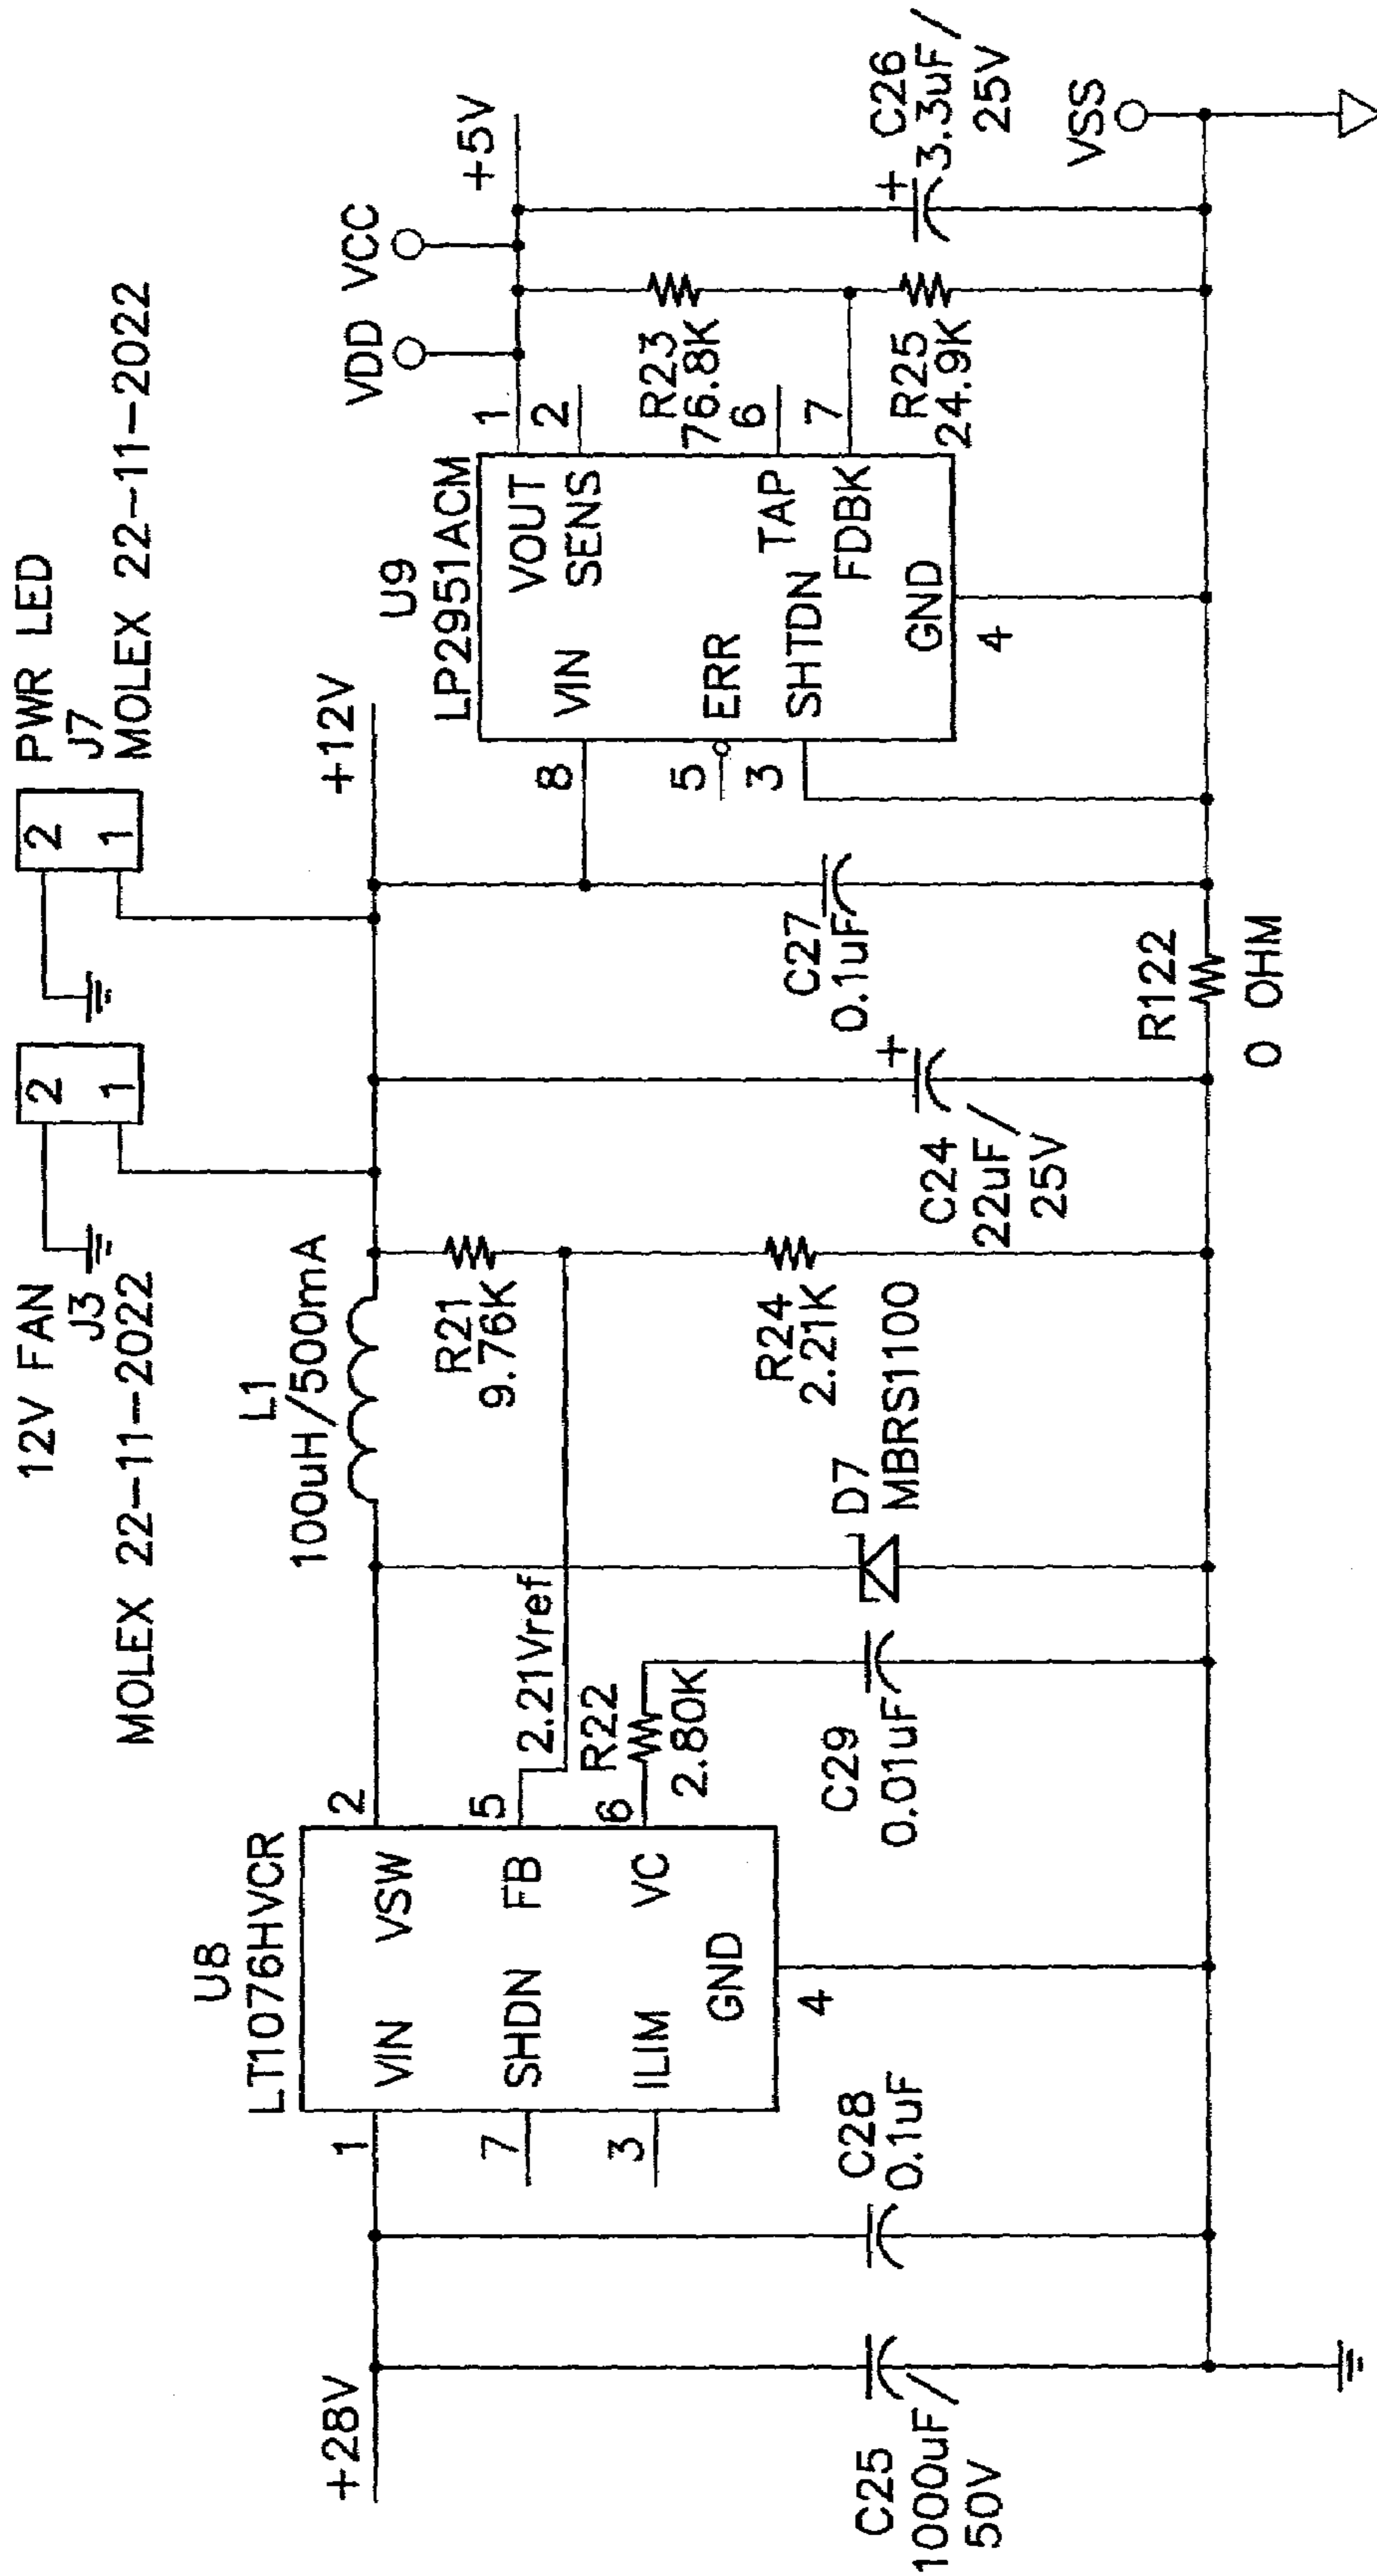 12V FAN
J3
MOLEX 22-11-2022
2
1
PWR LED
J7
MOLEX 22-11-2022
2
1
+28V
C25
1000uF/
50V
C28
0.1uF
U8
LT1076HVCR
1
VIN
VSW
2
7
SHDN
FB
5
3
ILIM
VC
6
GND
4
2.21Vref
R22
2.80K
C29
0.01uF
D7
MBRS1100
L1
100uH/500mA
R21
9.76K
R24
2.21K
C24
22uF/
25V
+
+12V
C27
0.1uF
R122
0 OHM
U9
LP2951ACM
8
VIN
VOUT
1
SENS
2
5
ERR
TAP
6
3
SHTDN
FDBK
7
GND
4
R23
76.8K
R25
24.9K
VDD
VCC
+5V
+
C26
3.3uF/
25V
VSS